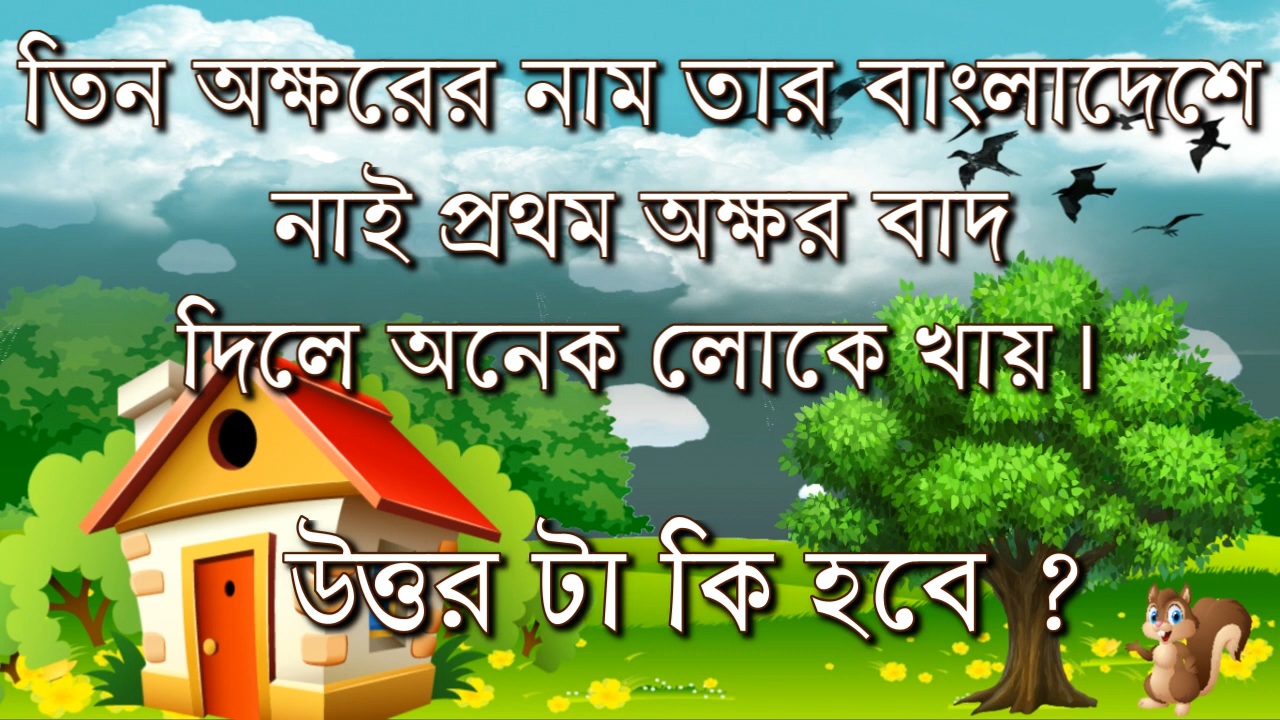 তিন অক্ষরের নাম তার বাংলাদেশে
নাই প্রথম অক্ষর বাদ
দিলে অনেক লোকে খায়।
উত্তর টা কি হবে ?